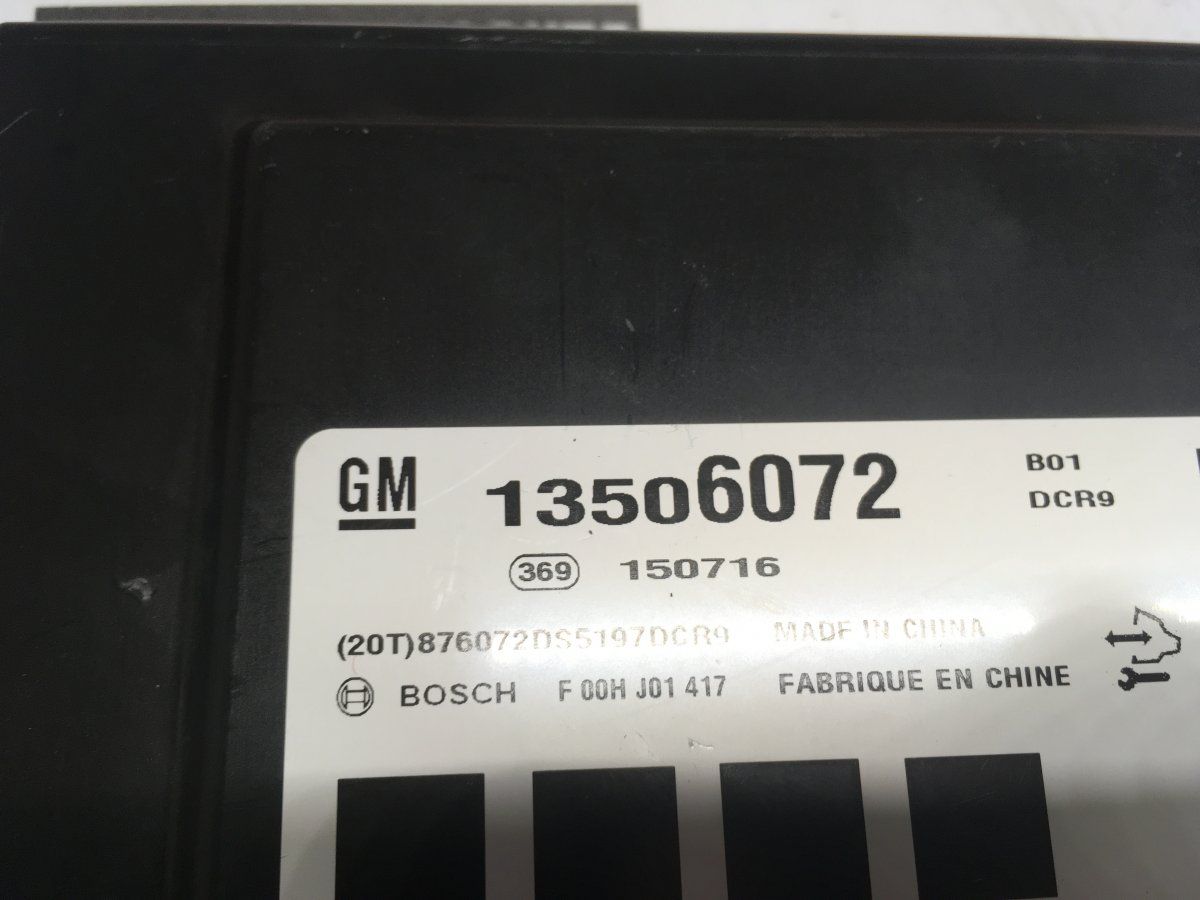 GM 13506072 B01
DCR9
369 150716
(20T)876072DS5197DCR9 MADE IN CHINA
BOSCH F 00H J01 417 FABRIQUE EN CHINE